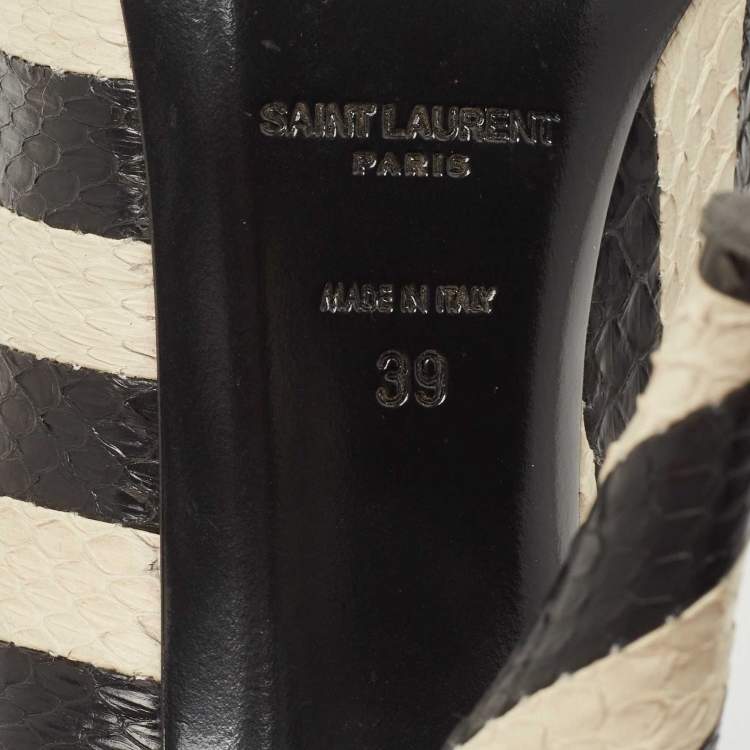 SAINT LAURENT
PARIS
MADE IN ITALY
39